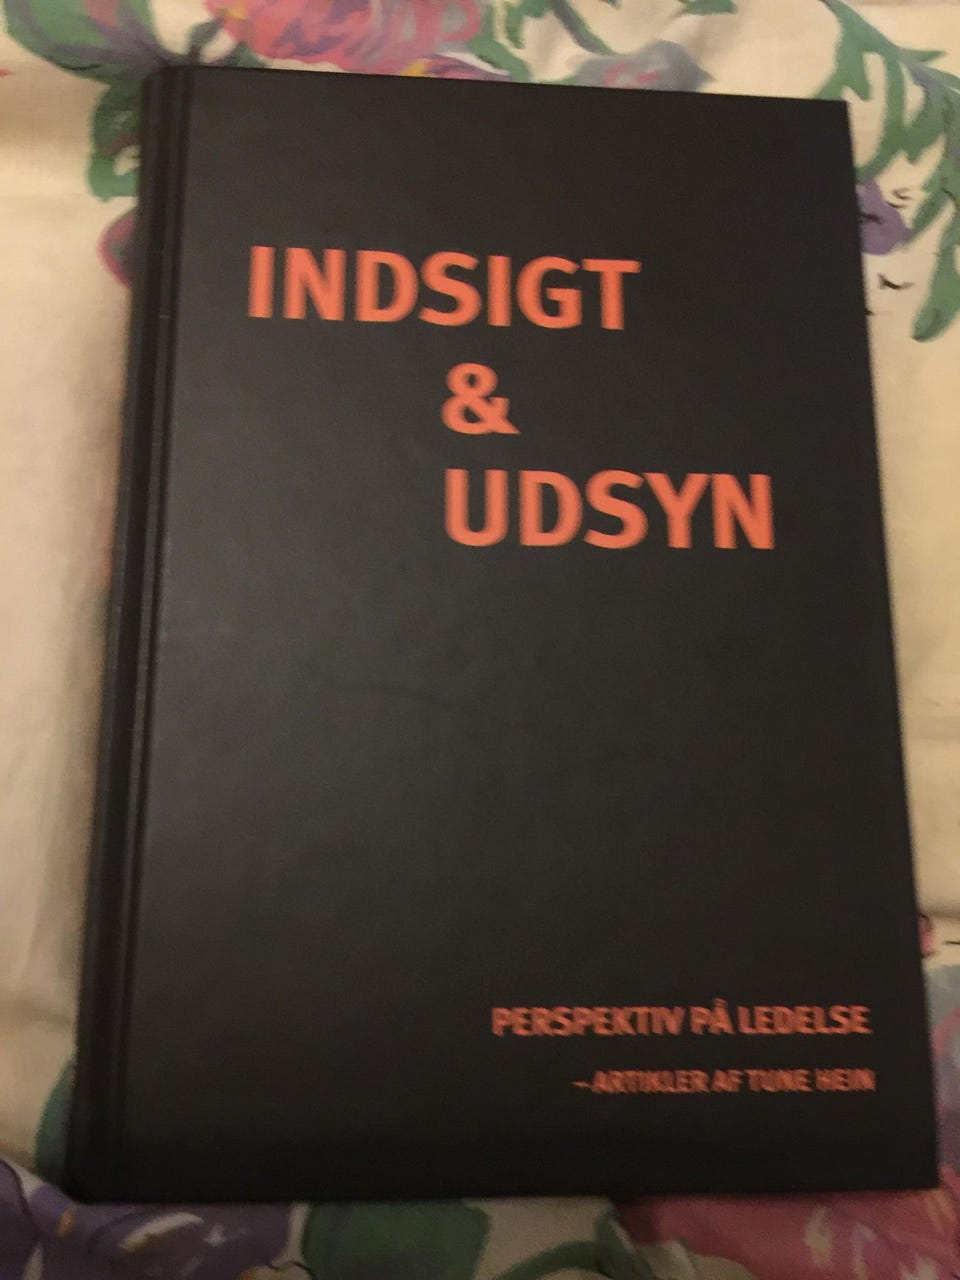 INDSIGT
&
UDSYN
PERSPEKTIV PÅ LEDELSE
– ARTIKLER AF TUNE HEIN